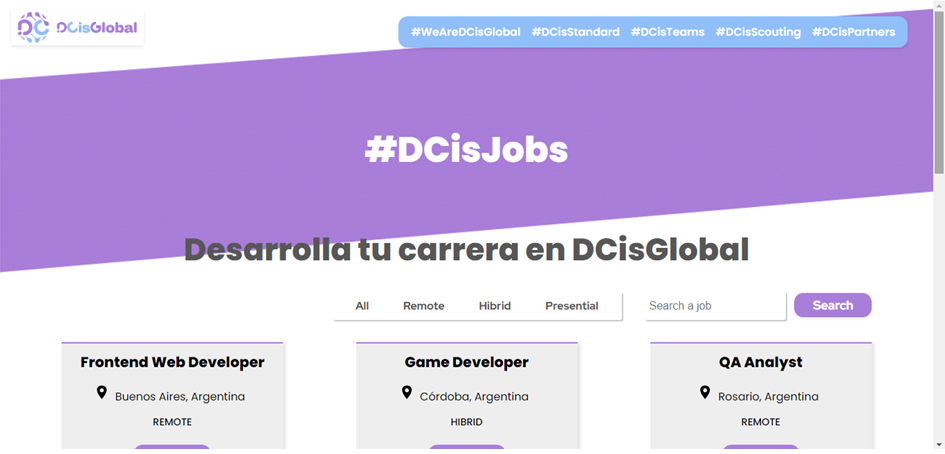 DC DCisGlobal
#WeAreDCisGlobal #DCisStandard #DCisTeams #DCisScouting #DCisPartners
#DCisJobs
Desarrolla tu carrera en DCisGlobal
All Remote Hibrid Presential Search a job Search
Frontend Web Developer Game Developer QA Analyst
Buenos Aires, Argentina Córdoba, Argentina Rosario, Argentina
REMOTE HIBRID REMOTE